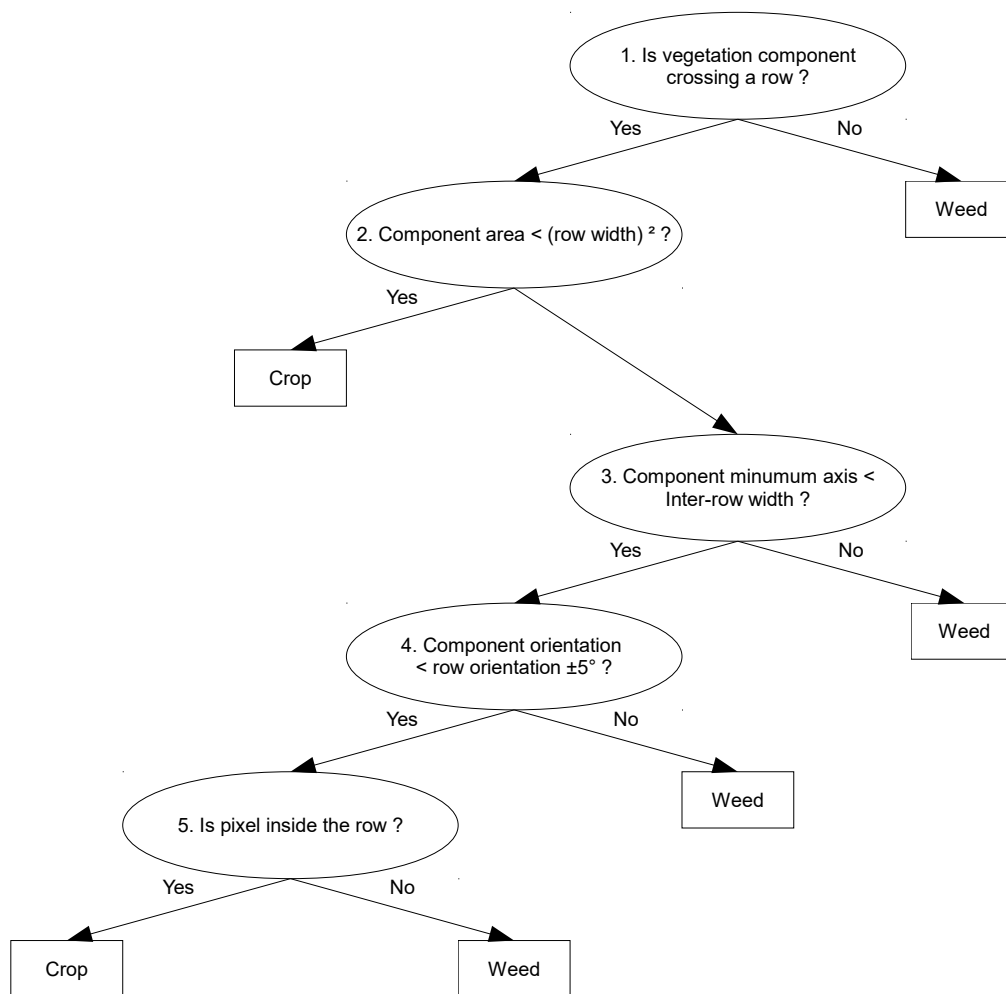 1. Is vegetation component
crossing a row ?
Yes
No
Weed
2. Component area < (row width) ² ?
Yes
Crop
3. Component minumum axis <
Inter-row width ?
Yes
No
Weed
4. Component orientation
< row orientation ±5° ?
Yes
No
Weed
5. Is pixel inside the row ?
Yes
No
Crop
Weed